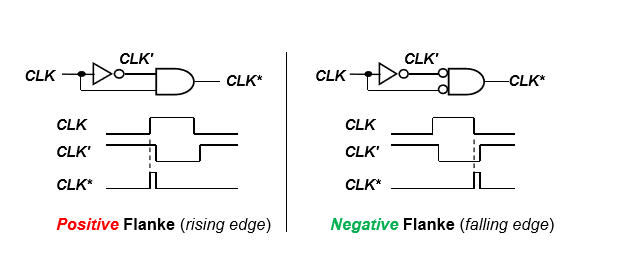 CLK
CLK'
CLK*
CLK
CLK'
CLK*
Positive Flanke (rising edge)
CLK
CLK'
CLK*
CLK
CLK'
CLK*
Negative Flanke (falling edge)